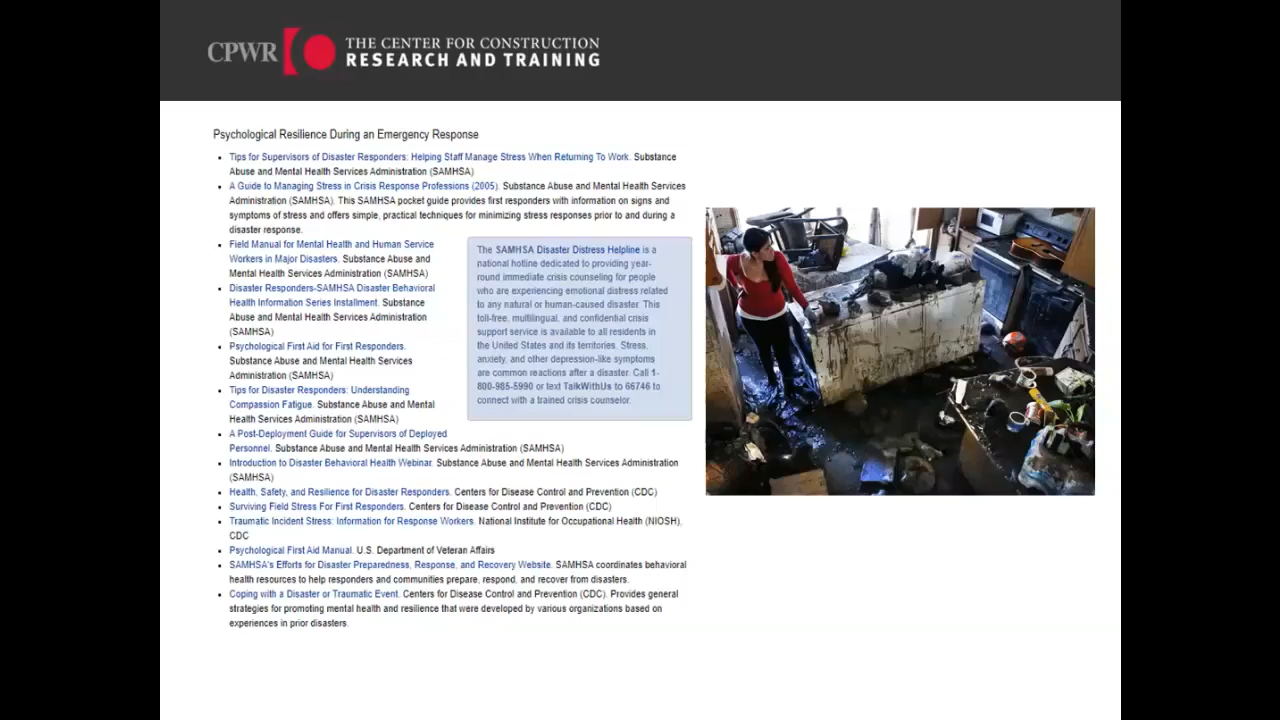 CPWR THE CENTER FOR CONSTRUCTION
RESEARCH AND TRAINING
Psychological Resilience During an Emergency Response
Tips for Supervisors of Disaster Responders: Helping Staff Manage Stress When Returning To Work. Substance
Abuse and Mental Health Services Administration (SAMHSA)
A Guide to Managing Stress in Crisis Response Professions (2005). Substance Abuse and Mental Health Services
Administration (SAMHSA). This SAMHSA pocket guide provides first responders with information on signs and
symptoms of stress and offers simple, practical techniques for minimizing stress responses prior to and during a
disaster response.
Field Manual for Mental Health and Human Service
Workers in Major Disasters. Substance Abuse and
Mental Health Services Administration (SAMHSA)
Disaster Responders-SAMHSA Disaster Behavioral
Health Information Series Installment. Substance
Abuse and Mental Health Services Administration
(SAMHSA)
Psychological First Aid for First Responders.
Substance Abuse and Mental Health Services
Administration (SAMHSA)
Tips for Disaster Responders: Understanding
Compassion Fatigue. Substance Abuse and Mental
Health Services Administration (SAMHSA)
A Post-Deployment Guide for Supervisors of Deployed
Personnel. Substance Abuse and Mental Health Services Administration (SAMHSA)
Introduction to Disaster Behavioral Health Webinar. Substance Abuse and Mental Health Services Administration
(SAMHSA)
Health, Safety, and Resilience for Disaster Responders. Centers for Disease Control and Prevention (CDC)
Surviving Field Stress For First Responders. Centers for Disease Control and Prevention (CDC)
Traumatic Incident Stress: Information for Response Workers. National Institute for Occupational Health (NIOSH),
CDC
Psychological First Aid Manual. U.S. Department of Veteran Affairs
SAMHSA's Efforts for Disaster Preparedness, Response, and Recovery Website. SAMHSA coordinates behavioral
health resources to help responders and communities prepare, respond, and recover from disasters.
Coping with a Disaster or Traumatic Event. Centers for Disease Control and Prevention (CDC). Provides general
strategies for promoting mental health and resilience that were developed by various organizations based on
experiences in prior disasters.
The SAMHSA Disaster Distress Helpline is a
national hotline dedicated to providing year-
round immediate crisis counseling for people
who are experiencing emotional distress related
to any natural or human-caused disaster. This
toll-free, multilingual, and confidential crisis
support service is available to all residents in
the United States and its territories. Stress,
anxiety, and other depression-like symptoms
are common reactions after a disaster. Call 1-
800-985-5990 or text TalkWithUs to 66746 to
connect with a trained crisis counselor.